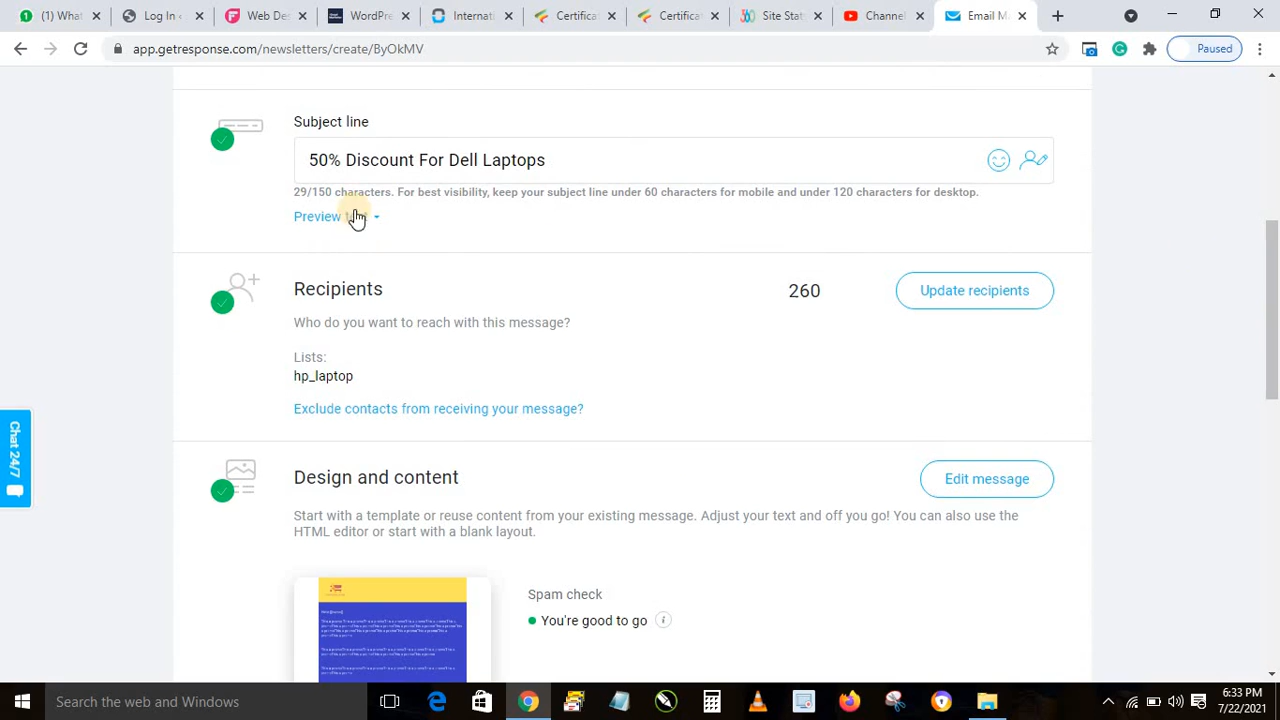 (1) What
Log In
Web Des
WordPre
Internati
Certifica
Certifica
Site Stat
Channel
Email M
app.getresponse.com/newsletters/create/ByOkMV
Paused
Subject line
50% Discount For Dell Laptops
29/150 characters. For best visibility, keep your subject line under 60 characters for mobile and under 120 characters for desktop.
Preview
Recipients
260
Update recipients
Who do you want to reach with this message?
Lists:
hp_laptop
Exclude contacts from receiving your message?
Chat 24/7
Design and content
Edit message
Start with a template or reuse content from your existing message. Adjust your text and off you go! You can also use the
HTML editor or start with a blank layout.
Spam check
You're good to go
Search the web and Windows
6:33 PM
7/22/2021